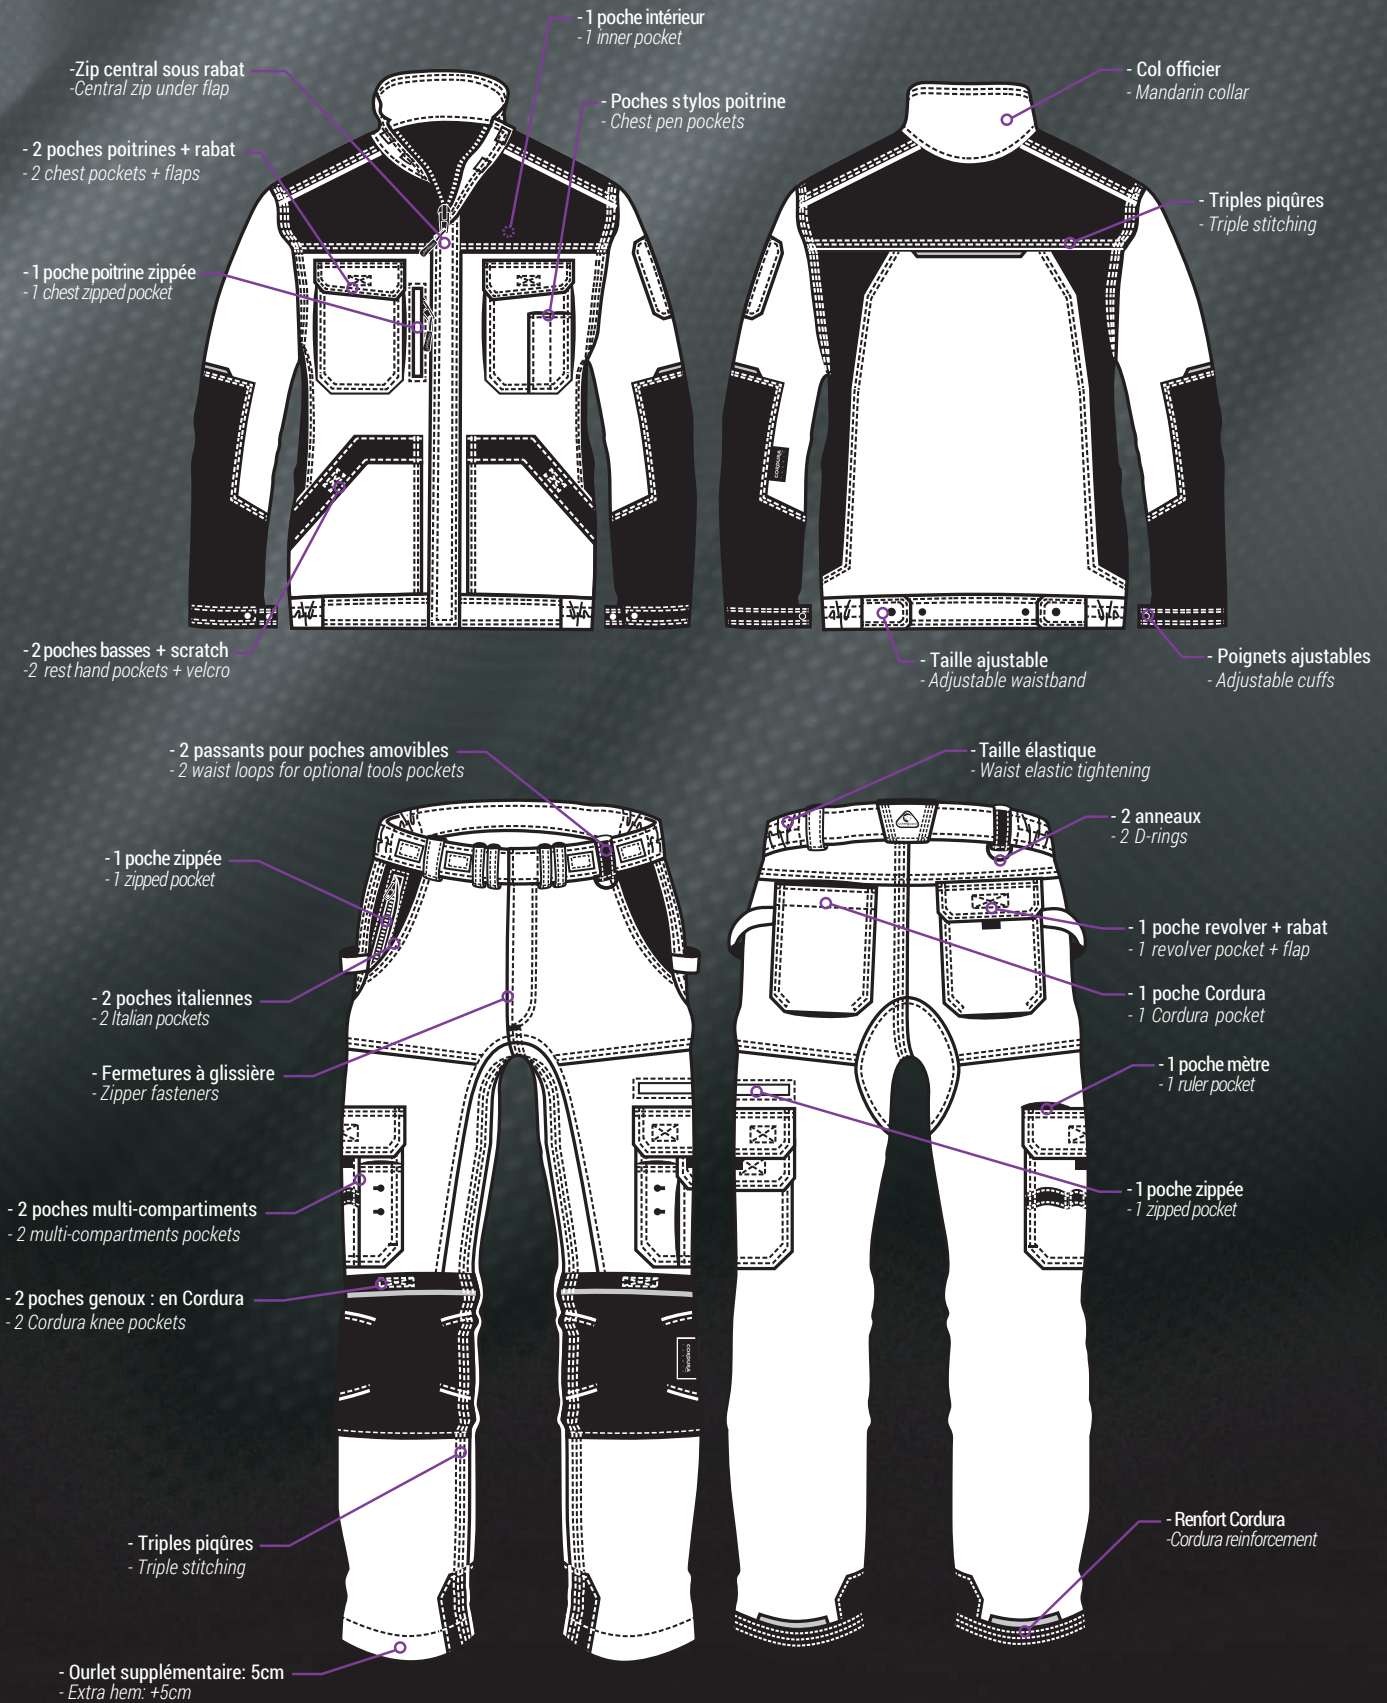 - 1 poche intérieur
- 1 inner pocket
-Zip central sous rabat
-Central zip under flap
- Col officier
- Mandarin collar
- Poches stylos poitrine
- Chest pen pockets
- 2 poches poitrines + rabat
- 2 chest pockets + flaps
- Triples piqûres
- Triple stitching
- 1 poche poitrine zippée
- 1 chest zipped pocket
CORDURA
- 2 poches basses + scratch
-2 rest hand pockets + velcro
- Taille ajustable
- Adjustable waistband
- Poignets ajustables
- Adjustable cuffs
- 2 passants pour poches amovibles
- 2 waist loops for optional tools pockets
- Taille élastique
- Waist elastic tightening
- 2 anneaux
- 2 D-rings
- 1 poche zippée
- 1 zipped pocket
- 1 poche revolver + rabat
- 1 revolver pocket + flap
- 2 poches italiennes
- 2 Italian pockets
- 1 poche Cordura
- 1 Cordura pocket
- Fermetures à glissière
- Zipper fasteners
- 1 poche mètre
- 1 ruler pocket
- 2 poches multi-compartiments
- 2 multi-compartments pockets
- 1 poche zippée
- 1 zipped pocket
- 2 poches genoux : en Cordura
- 2 Cordura knee pockets
CORDURA
- Triples piqûres
- Triple stitching
- Renfort Cordura
-Cordura reinforcement
- Ourlet supplémentaire: 5cm
- Extra hem: +5cm